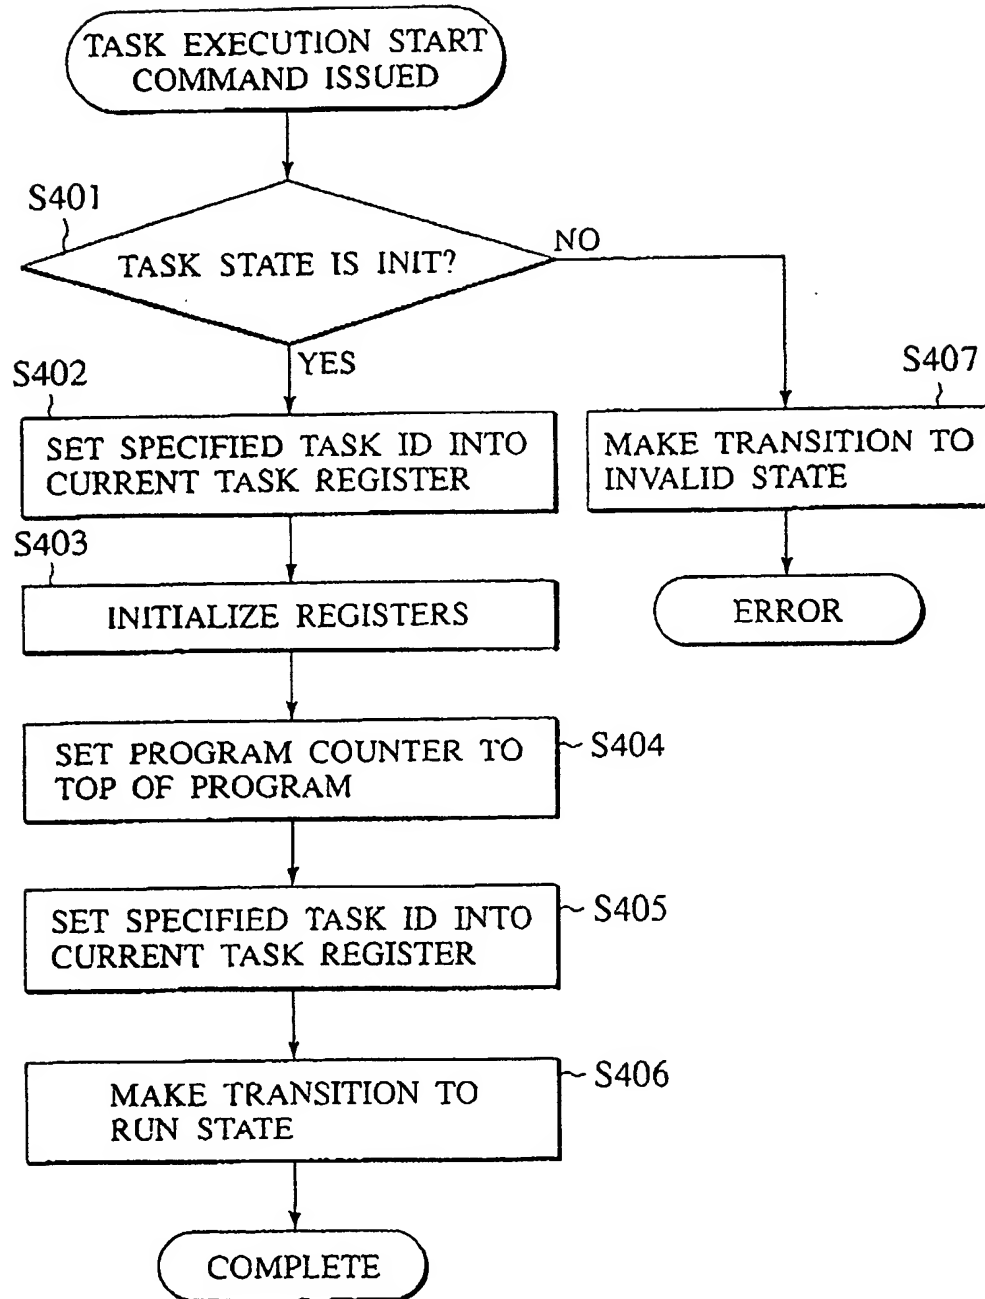 TASK EXECUTION START
COMMAND ISSUED
S401
TASK STATE IS INIT?
NO
YES
S402
SET SPECIFIED TASK ID INTO
CURRENT TASK REGISTER
S407
MAKE TRANSITION TO
INVALID STATE
S403
INITIALIZE REGISTERS
ERROR
SET PROGRAM COUNTER TO
TOP OF PROGRAM
S404
SET SPECIFIED TASK ID INTO
CURRENT TASK REGISTER
S405
MAKE TRANSITION TO
RUN STATE
S406
COMPLETE